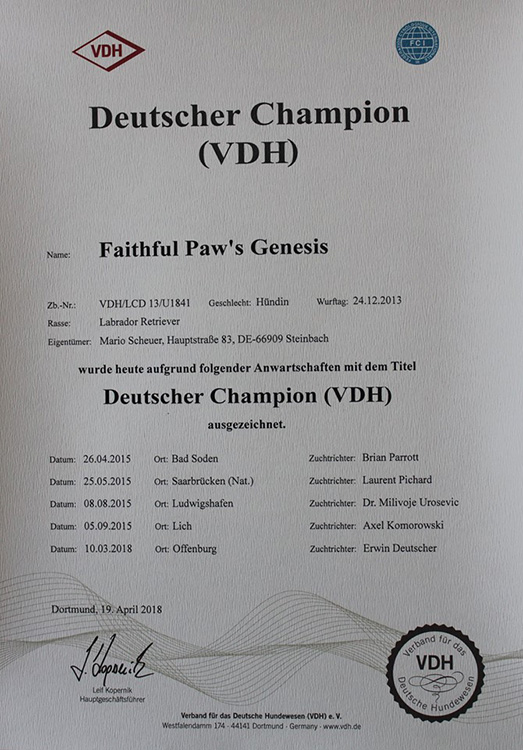 VDH
FCI
Deutscher Champion
(VDH)
Name: Faithful Paw's Genesis
Zb.-Nr.: VDH/LCD 13/U1841 Geschlecht: Hündin Wurftag: 24.12.2013
Rasse: Labrador Retriever
Eigentümer: Mario Scheuer, Hauptstraße 83, DE-66909 Steinbach
wurde heute aufgrund folgender Anwartschaften mit dem Titel
Deutscher Champion (VDH)
ausgezeichnet.
Datum: 26.04.2015 Ort: Bad Soden Zuchtrichter: Brian Parrott
Datum: 25.05.2015 Ort: Saarbrücken (Nat.) Zuchtrichter: Laurent Pichard
Datum: 08.08.2015 Ort: Ludwigshafen Zuchtrichter: Dr. Milivoje Urosevic
Datum: 05.09.2015 Ort: Lich Zuchtrichter: Axel Komorowski
Datum: 10.03.2018 Ort: Offenburg Zuchtrichter: Erwin Deutscher
Dortmund, 19. April 2018
Leif Kopernik
Hauptgeschäftsführer
Verband für das
VDH
Deutsche Hundewesen
Verband für das Deutsche Hundewesen (VDH) e. V.
Westfalendamm 174 - 44141 Dortmund - Germany - www.vdh.de